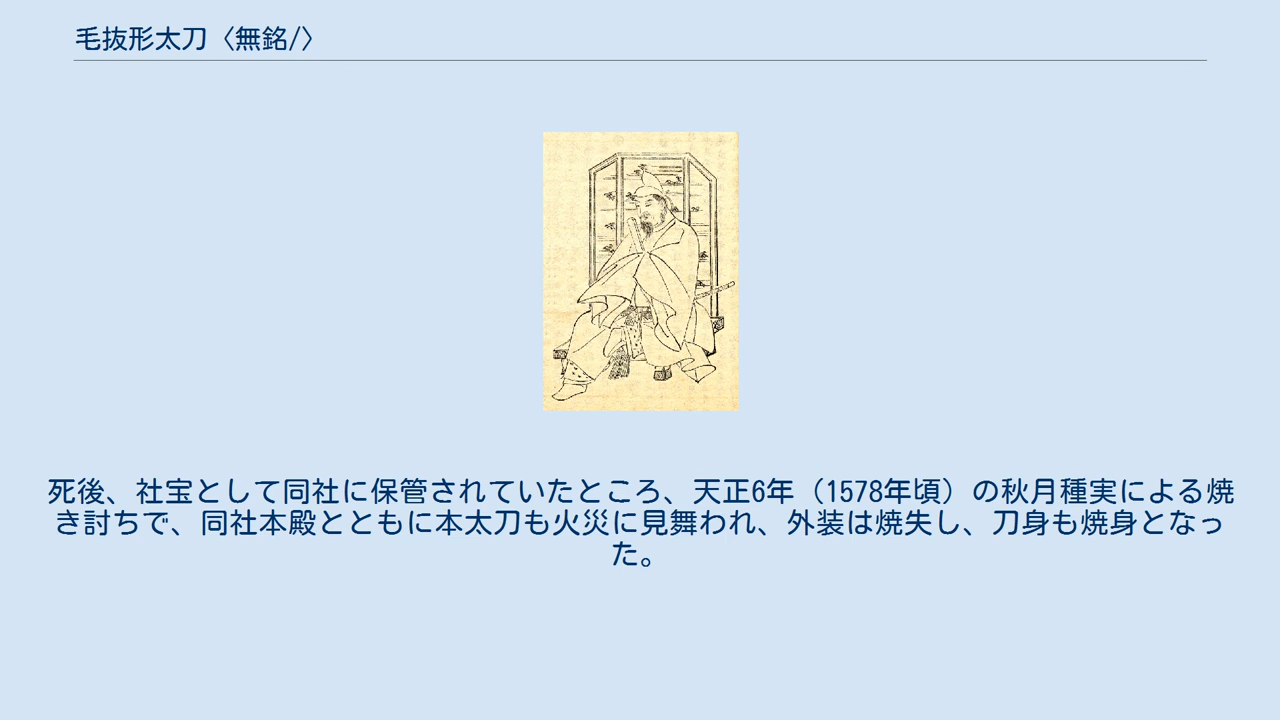 毛抜形太刀〈無銘/〉
死後、社宝として同社に保管されていたところ、天正6年（1578年頃）の秋月種実による焼
き討ちで、同社本殿とともに本太刀も火災に見舞われ、外装は焼失し、刀身も焼身となっ
た。